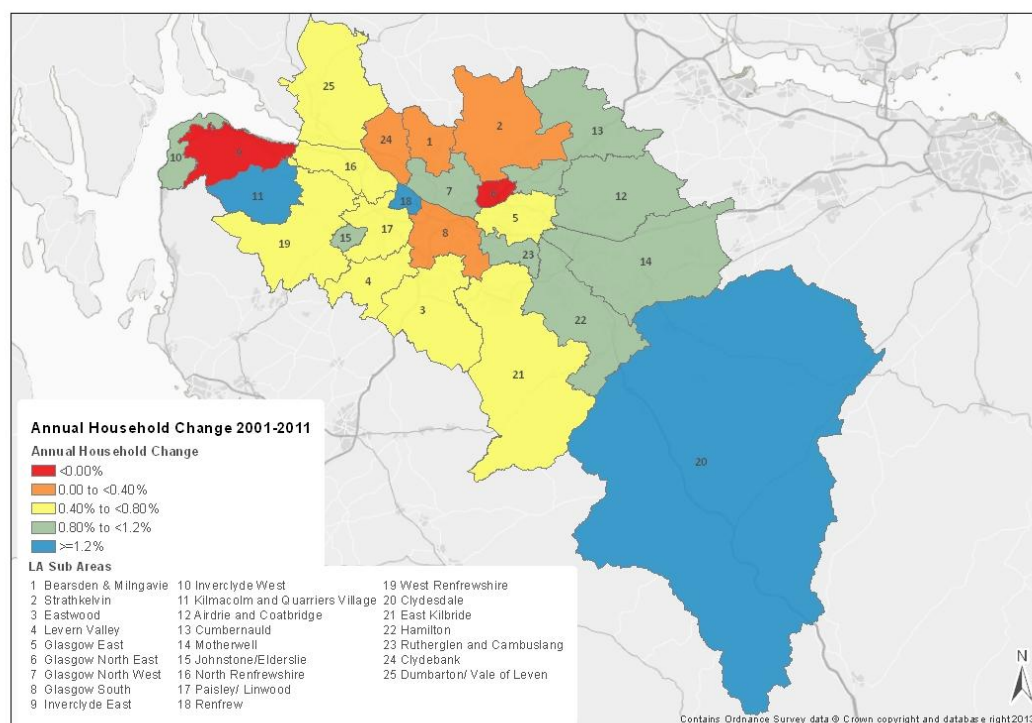 25
24
1
2
13
10
9
16
7
12
11
18
6
5
15
17
8
19
23
14
4
3
22
21
20
Annual Household Change 2001-2011
Annual Household Change
<0.00%
0.00 to <0.40%
0.40% to <0.80%
0.80% to <1.2%
>=1.2%
LA Sub Areas
1 Bearsden & Milngavie
2 Strathkelvin
3 Eastwood
4 Levern Valley
5 Glasgow East
6 Glasgow North East
7 Glasgow North West
8 Glasgow South
9 Inverclyde East
10 Inverclyde West
11 Kilmacolm and Quarriers Village
12 Airdrie and Coatbridge
13 Cumbernauld
14 Motherwell
15 Johnstone/Elderslie
16 North Renfrewshire
17 Paisley/ Linwood
18 Renfrew
19 West Renfrewshire
20 Clydesdale
21 East Kilbride
22 Hamilton
23 Rutherglen and Cambuslang
24 Clydebank
25 Dumbarton/ Vale of Leven
N
Contains Ordnance Survey data © Crown copyright and database right 2013